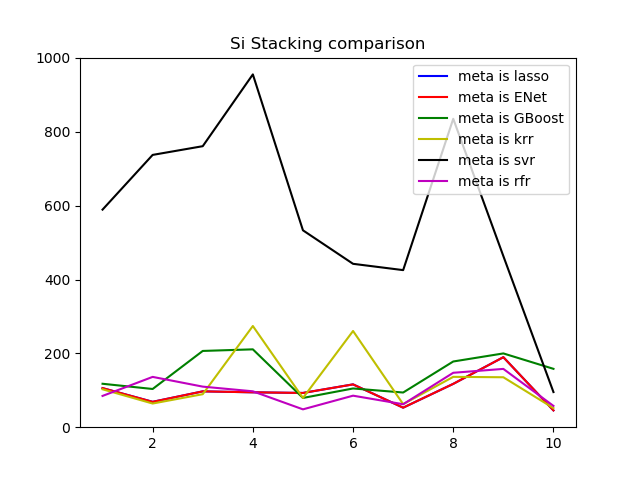 Si Stacking comparison
1000
800
600
400
200
0
2
4
6
8
10
meta is lasso
meta is ENet
meta is GBoost
meta is krr
meta is svr
meta is rfr